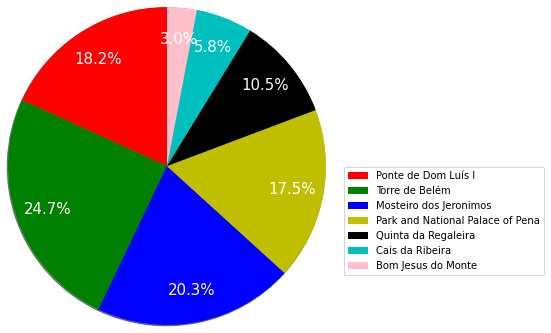 3.0%
5.8%
18.2%
10.5%
17.5%
24.7%
20.3%
Ponte de Dom Luís I
Torre de Belém
Mosteiro dos Jeronimos
Park and National Palace of Pena
Quinta da Regaleira
Cais da Ribeira
Bom Jesus do Monte